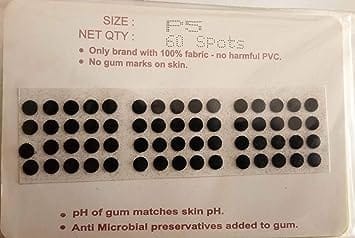 SIZE : P5
NET QTY : 60 Spots
• Only brand with 100% fabric - no harmful PVC.
• No gum marks on skin.
• pH of gum matches skin pH.
• Anti Microbial preservatives added to gum.